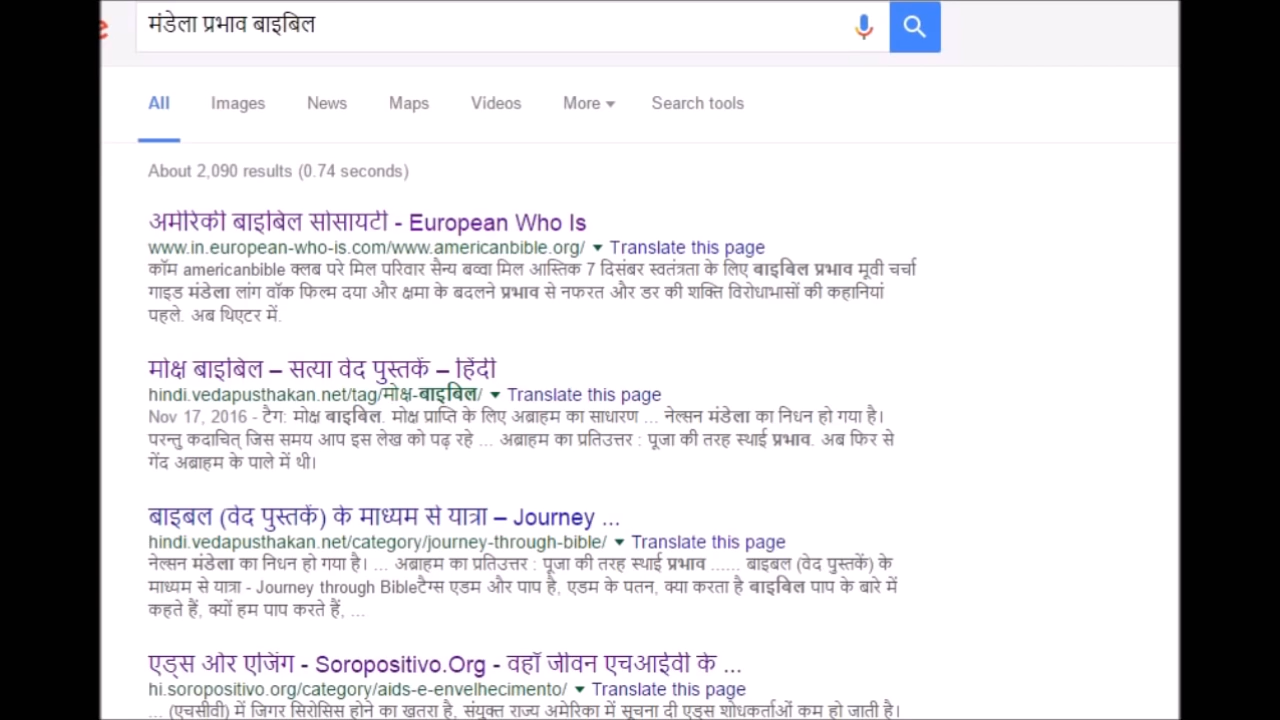 मंडेला प्रभाव बाइबिल
All Images News Maps Videos More Search tools
About 2,090 results (0.74 seconds)
अमेरिकी बाइबिल सोसायटी - European Who Is
www.in.european-who-is.com/www.americanbible.org/ Translate this page
कॉम americanbible क्लब परे मिल परिवार सैन्य बव्वा मिल आस्तिक 7 दिसंबर स्वतंत्रता के लिए बाइबिल प्रभाव मूवी चर्चा
गाइड मंडेला लांग वॉक फिल्म दया और क्षमा के बदलने प्रभाव से नफरत और डर की शक्ति विरोधाभासों की कहानियां
पहले. अब थिएटर में.
मोक्ष बाइबिल – सत्या वेद पुस्तकें – हिंदी
hindi.vedapusthakan.net/tag/मोक्ष-बाइबिल/ Translate this page
Nov 17, 2016 - टैग: मोक्ष बाइबिल. मोक्ष प्राप्ति के लिए अब्राहम का साधारण ... नेल्सन मंडेला का निधन हो गया है।
परन्तु कदाचित् जिस समय आप इस लेख को पढ़ रहे ... अब्राहम का प्रतिउत्तर : पूजा की तरह स्थाई प्रभाव. अब फिर से
गेंद अब्राहम के पाले में थी।
बाइबल (वेद पुस्तकें) के माध्यम से यात्रा – Journey ...
hindi.vedapusthakan.net/category/journey-through-bible/ Translate this page
नेल्सन मंडेला का निधन हो गया है। ... अब्राहम का प्रतिउत्तर : पूजा की तरह स्थाई प्रभाव ...... बाइबल (वेद पुस्तकें) के
माध्यम से यात्रा - Journey through Bibleटैग्स एडम और पाप है, एडम के पतन, क्या करता है बाइबिल पाप के बारे में
कहते हैं, क्यों हम पाप करते हैं, ...
एड्स और एजिंग - Soropositivo.Org - वहाँ जीवन एचआईवी के ...
hi.soropositivo.org/category/aids-e-envelhecimento/ Translate this page
... (एचसीवी) में जिगर सिरोसिस होने का खतरा है, संयुक्त राज्य अमेरिका में सूचना दी एड्स शोधकर्ताओं कम हो जाती है।